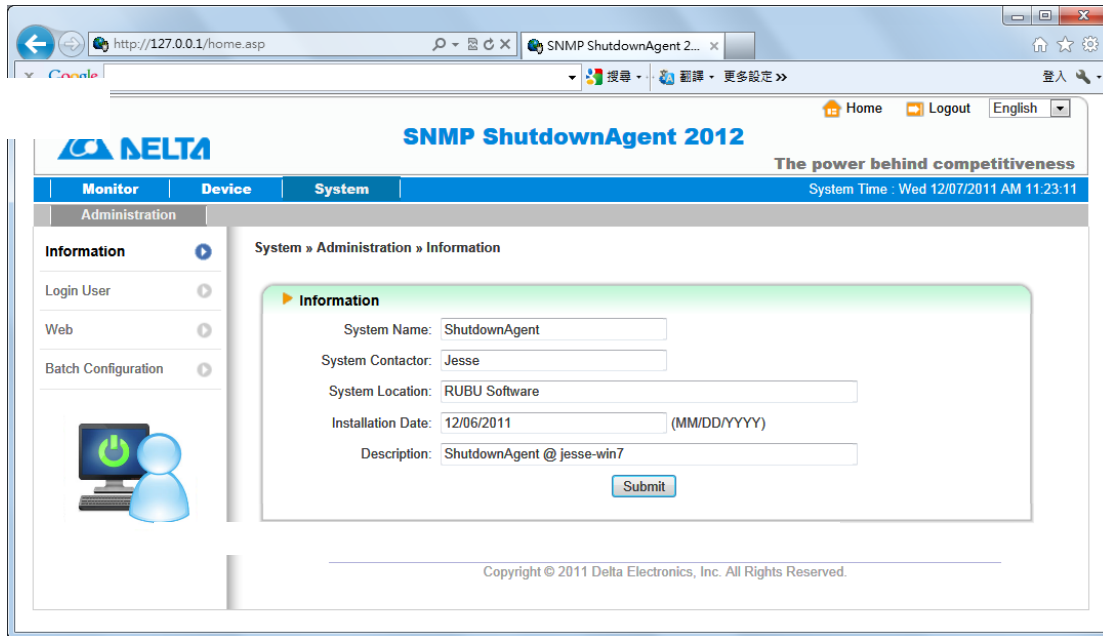 http://127.0.0.1/home.asp
SNMP ShutdownAgent 2...
搜尋
翻譯
更多設定 »
登入
Home
Logout
English
DELTA
SNMP ShutdownAgent 2012
The power behind competitiveness
Monitor
Device
System
System Time : Wed 12/07/2011 AM 11:23:11
Administration
Information
Login User
Web
Batch Configuration
System » Administration » Information
Information
System Name: ShutdownAgent
System Contactor: Jesse
System Location: RUBU Software
Installation Date: 12/06/2011 (MM/DD/YYYY)
Description: ShutdownAgent @ jesse-win7
Submit
Copyright © 2011 Delta Electronics, Inc. All Rights Reserved.